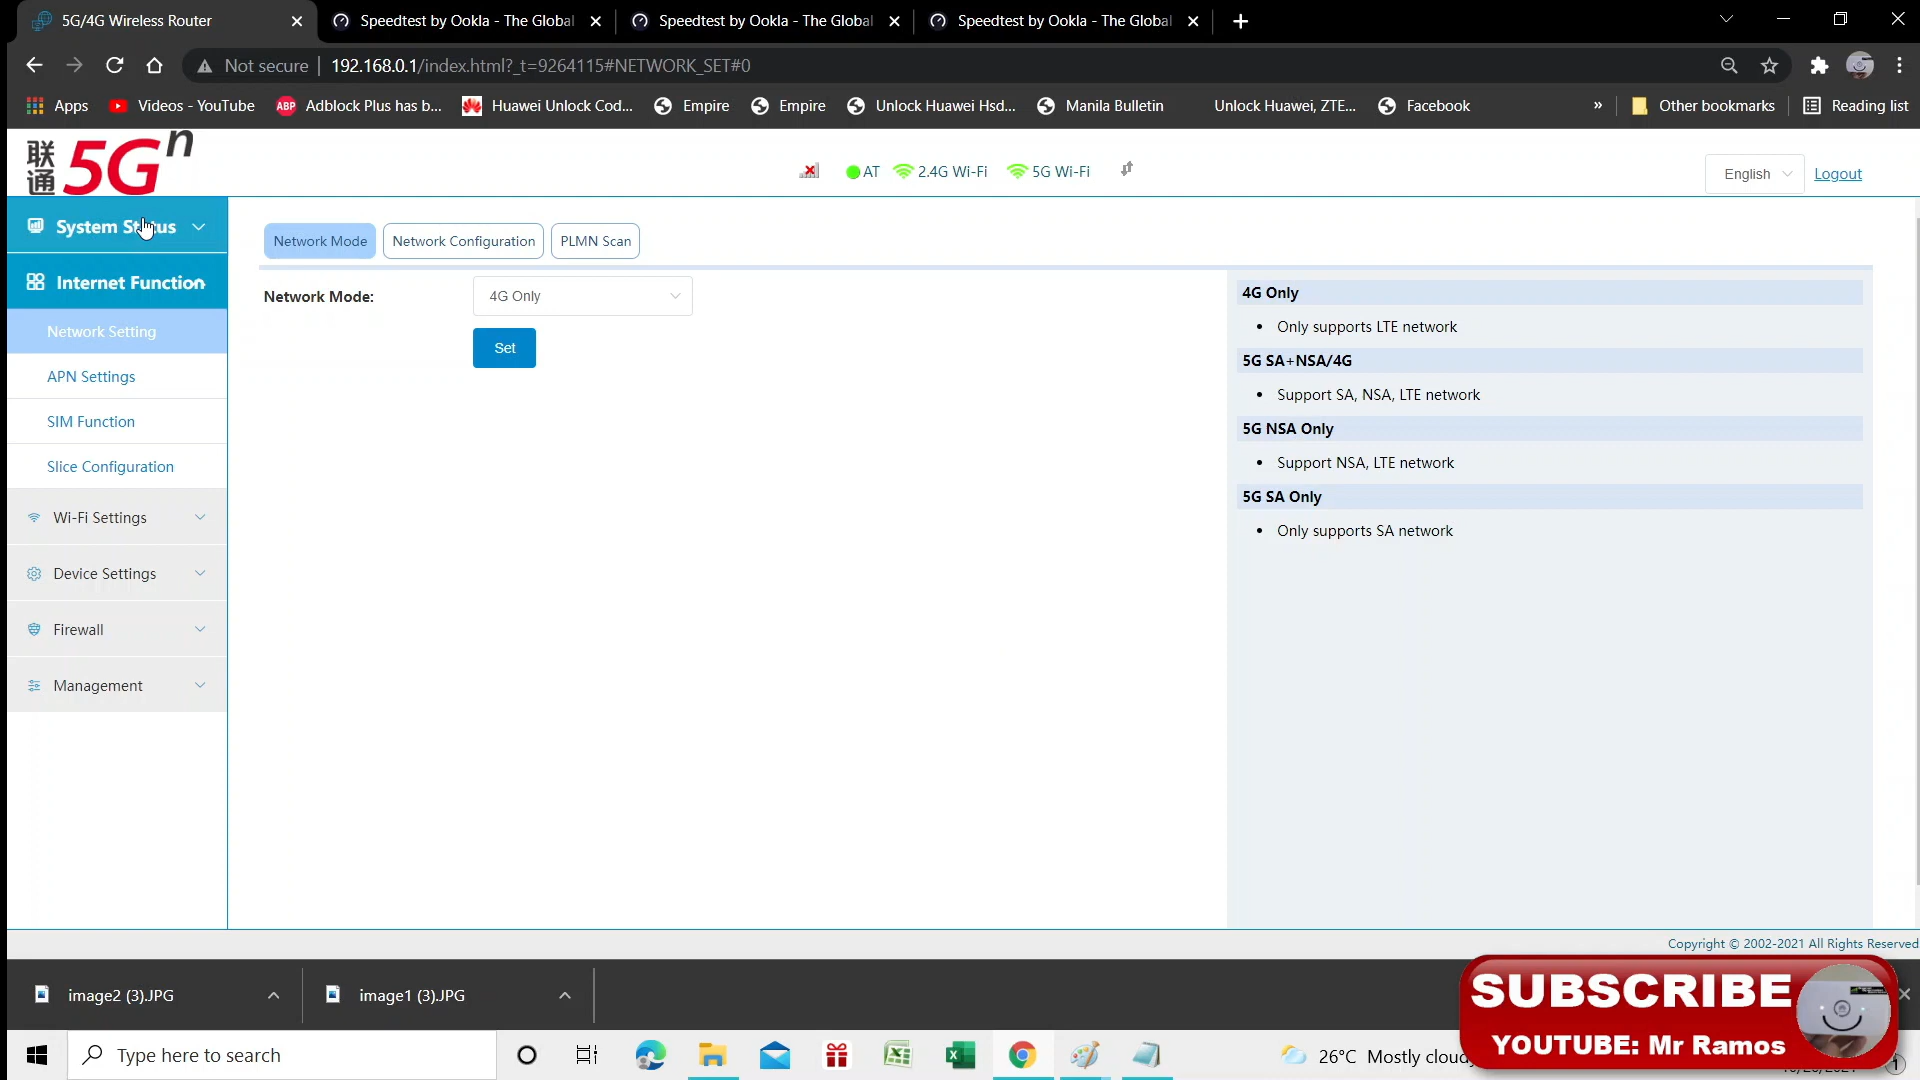 5G/4G Wireless Router
Speedtest by Ookla - The Global
Speedtest by Ookla - The Global
Speedtest by Ookla - The Global
Not secure
192.168.0.1/index.html?_t=9264115#NETWORK_SET#0
Apps
Videos - YouTube
ABP
Adblock Plus has b...
Huawei Unlock Cod...
Empire
Empire
Unlock Huawei Hsd...
Manila Bulletin
Unlock Huawei, ZTE...
Facebook
»
Other bookmarks
Reading list
联通
5Gⁿ
AT
2.4G Wi-Fi
5G Wi-Fi
English
Logout
System Status
Internet Function
Network Setting
APN Settings
SIM Function
Slice Configuration
Wi-Fi Settings
Device Settings
Firewall
Management
Network Mode
Network Configuration
PLMN Scan
Network Mode:
4G Only
Set
4G Only
• Only supports LTE network
5G SA+NSA/4G
• Support SA, NSA, LTE network
5G NSA Only
• Support NSA, LTE network
5G SA Only
• Only supports SA network
Copyright © 2002-2021 All Rights Reserved
image2 (3).JPG
image1 (3).JPG
SUBSCRIBE
YOUTUBE: Mr Ramos
Type here to search
26°C Mostly cloudy
1